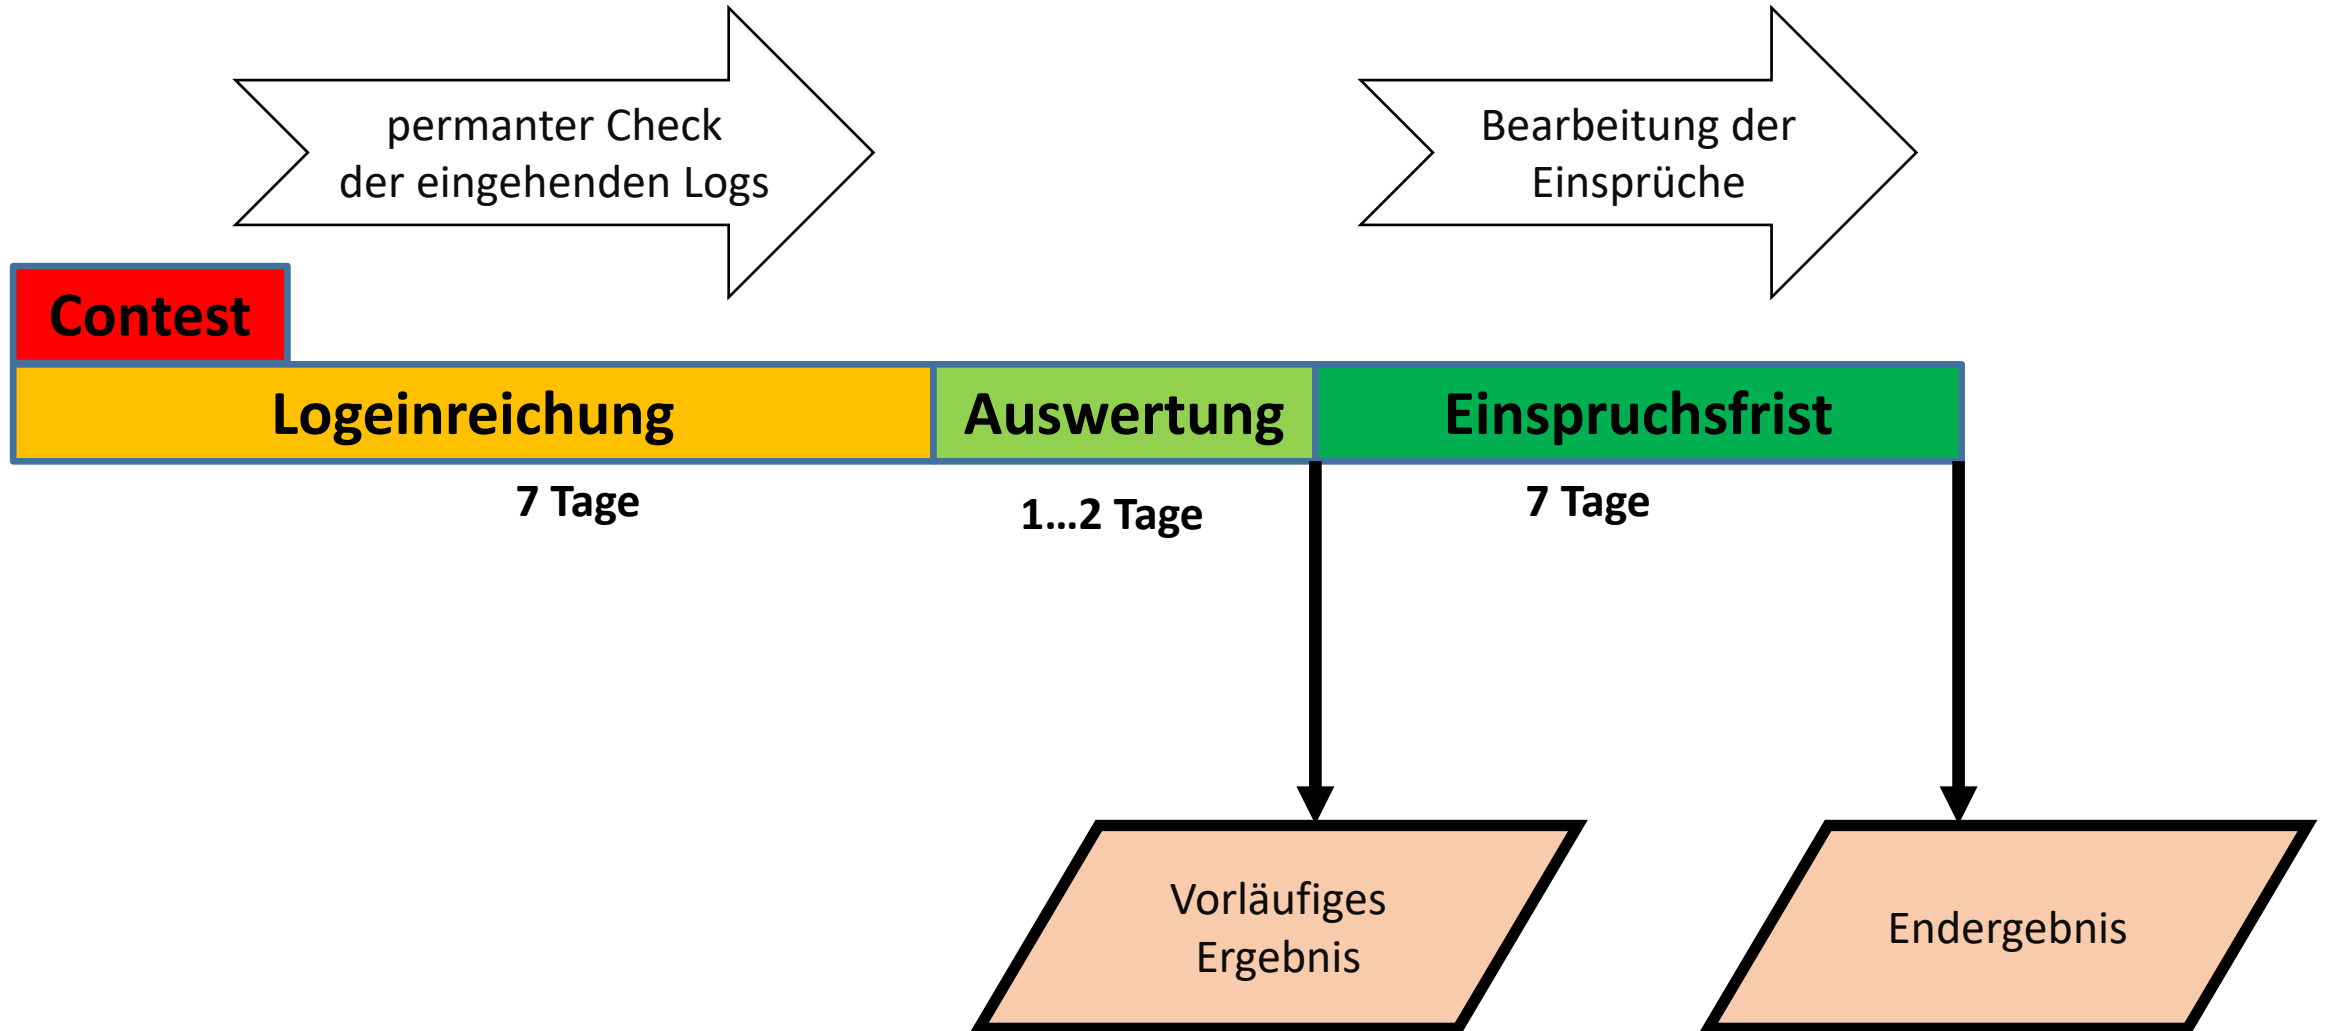 permanter Check
der eingehenden Logs
Bearbeitung der
Einsprüche
Contest
Logeinreichung
Auswertung
Einspruchsfrist
7 Tage
1...2 Tage
7 Tage
Vorläufiges
Ergebnis
Endergebnis